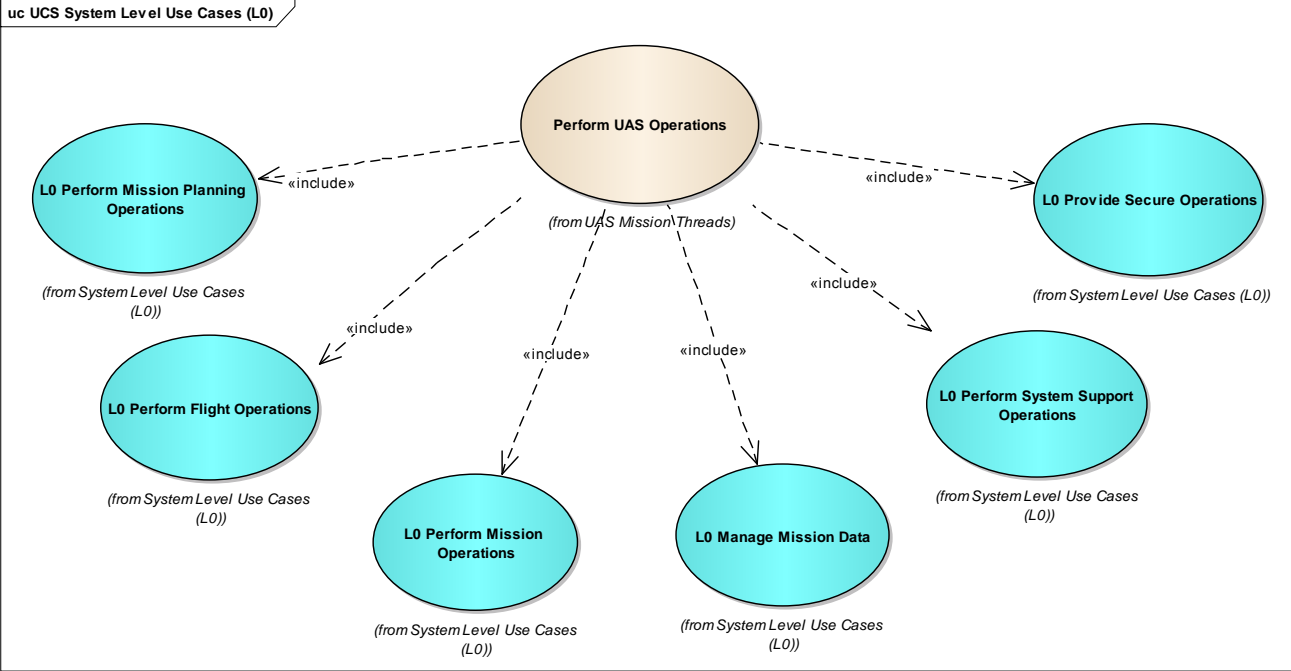 uc UCS System Level Use Cases (L0)
Perform UAS Operations
(from UAS Mission Threads)
L0 Perform Mission Planning
Operations
(from System Level Use Cases
(L0))
«include»
«include»
L0 Provide Secure Operations
(from System Level Use Cases (L0))
«include»
L0 Perform Flight Operations
(from System Level Use Cases
(L0))
«include»
L0 Perform System Support
Operations
(from System Level Use Cases
(L0))
«include»
L0 Perform Mission
Operations
(from System Level Use Cases
(L0))
«include»
L0 Manage Mission Data
(from System Level Use Cases
(L0))